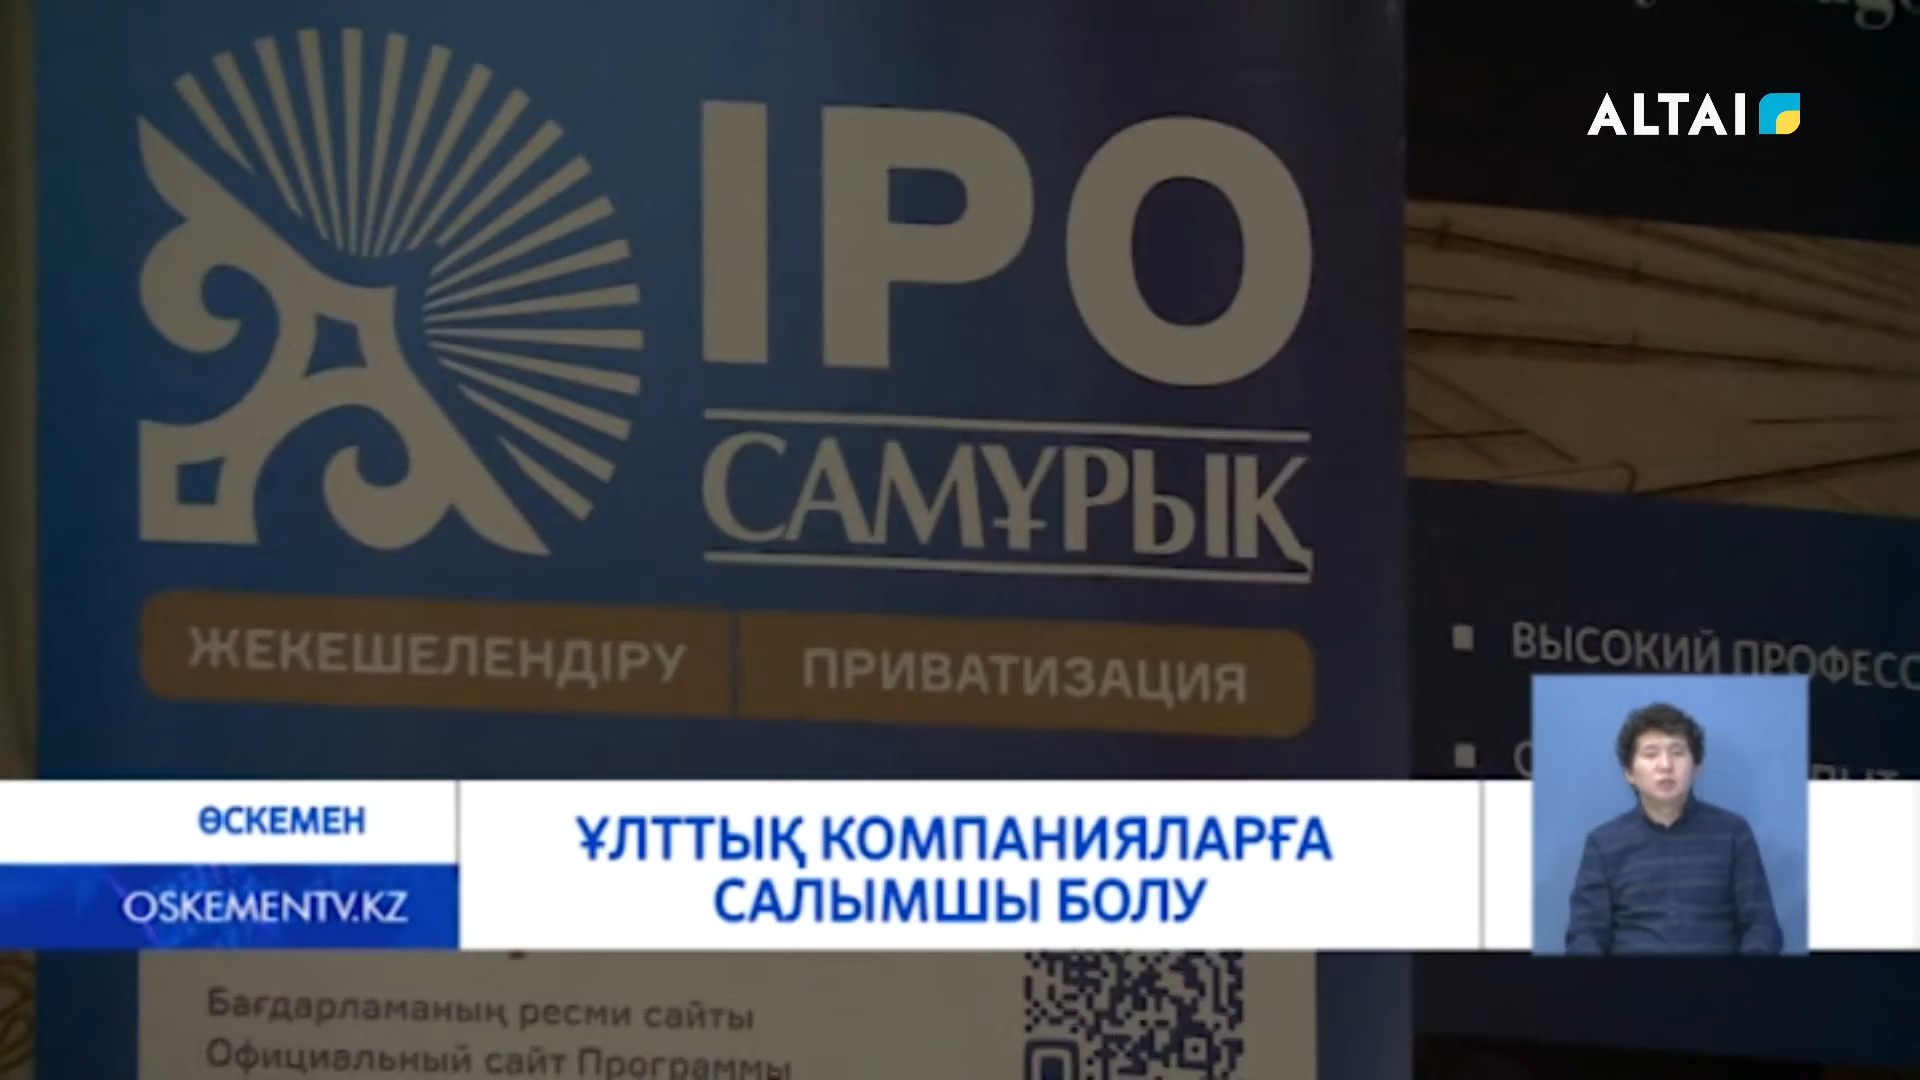 ALTAI
IPO
САМҰРЫҚ
ЖЕКЕШЕЛЕНДІРУ
ПРИВАТИЗАЦИЯ
ВЫСОКИЙ
ӨСКЕМЕН
OSKEMENTV.KZ
ҰЛТТЫҚ КОМПАНИЯЛАРҒА
САЛЫМШЫ БОЛУ
Бағдарламаның ресми сайты
Официальный сайт Программы